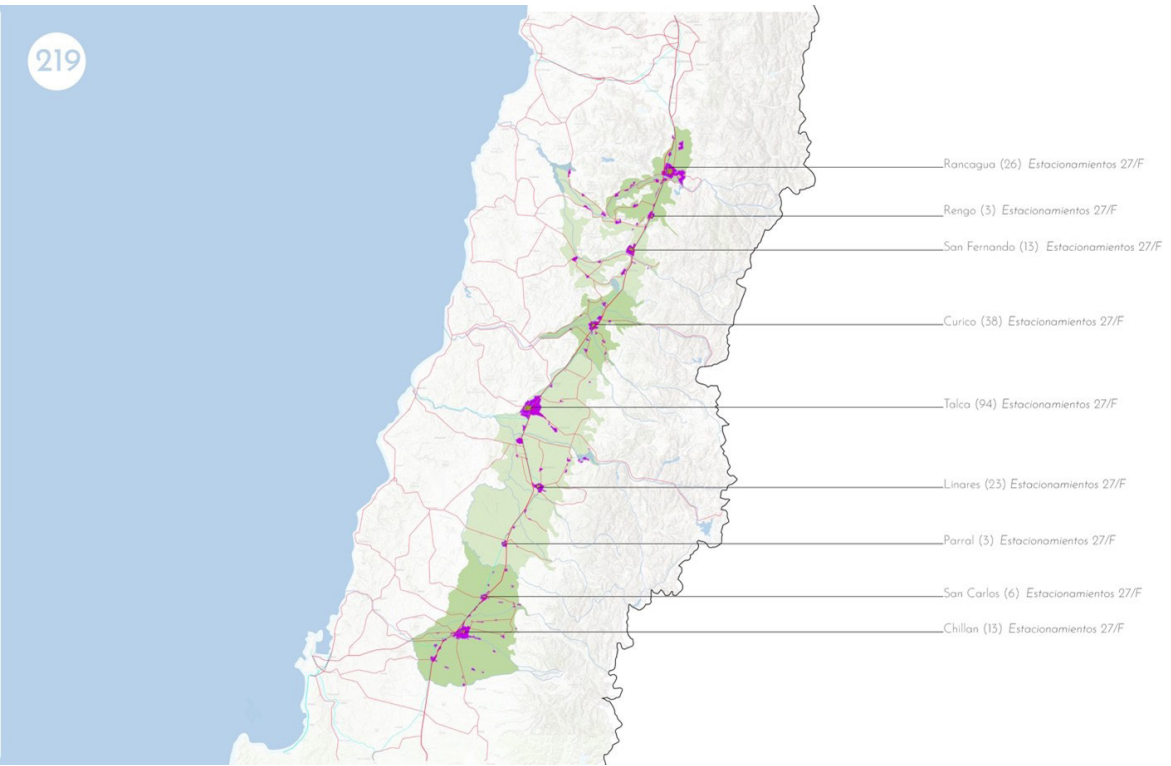 219
Rancagua (26) Estacionamientos 27/F
Rengo (3) Estacionamientos 27/F
San Fernando (13) Estacionamientos 27/F
Curico (38) Estacionamientos 27/F
Talca (94) Estacionamientos 27/F
Linares (23) Estacionamientos 27/F
Parral (3) Estacionamientos 27/F
San Carlos (6) Estacionamientos 27/F
Chillan (13) Estacionamientos 27/F